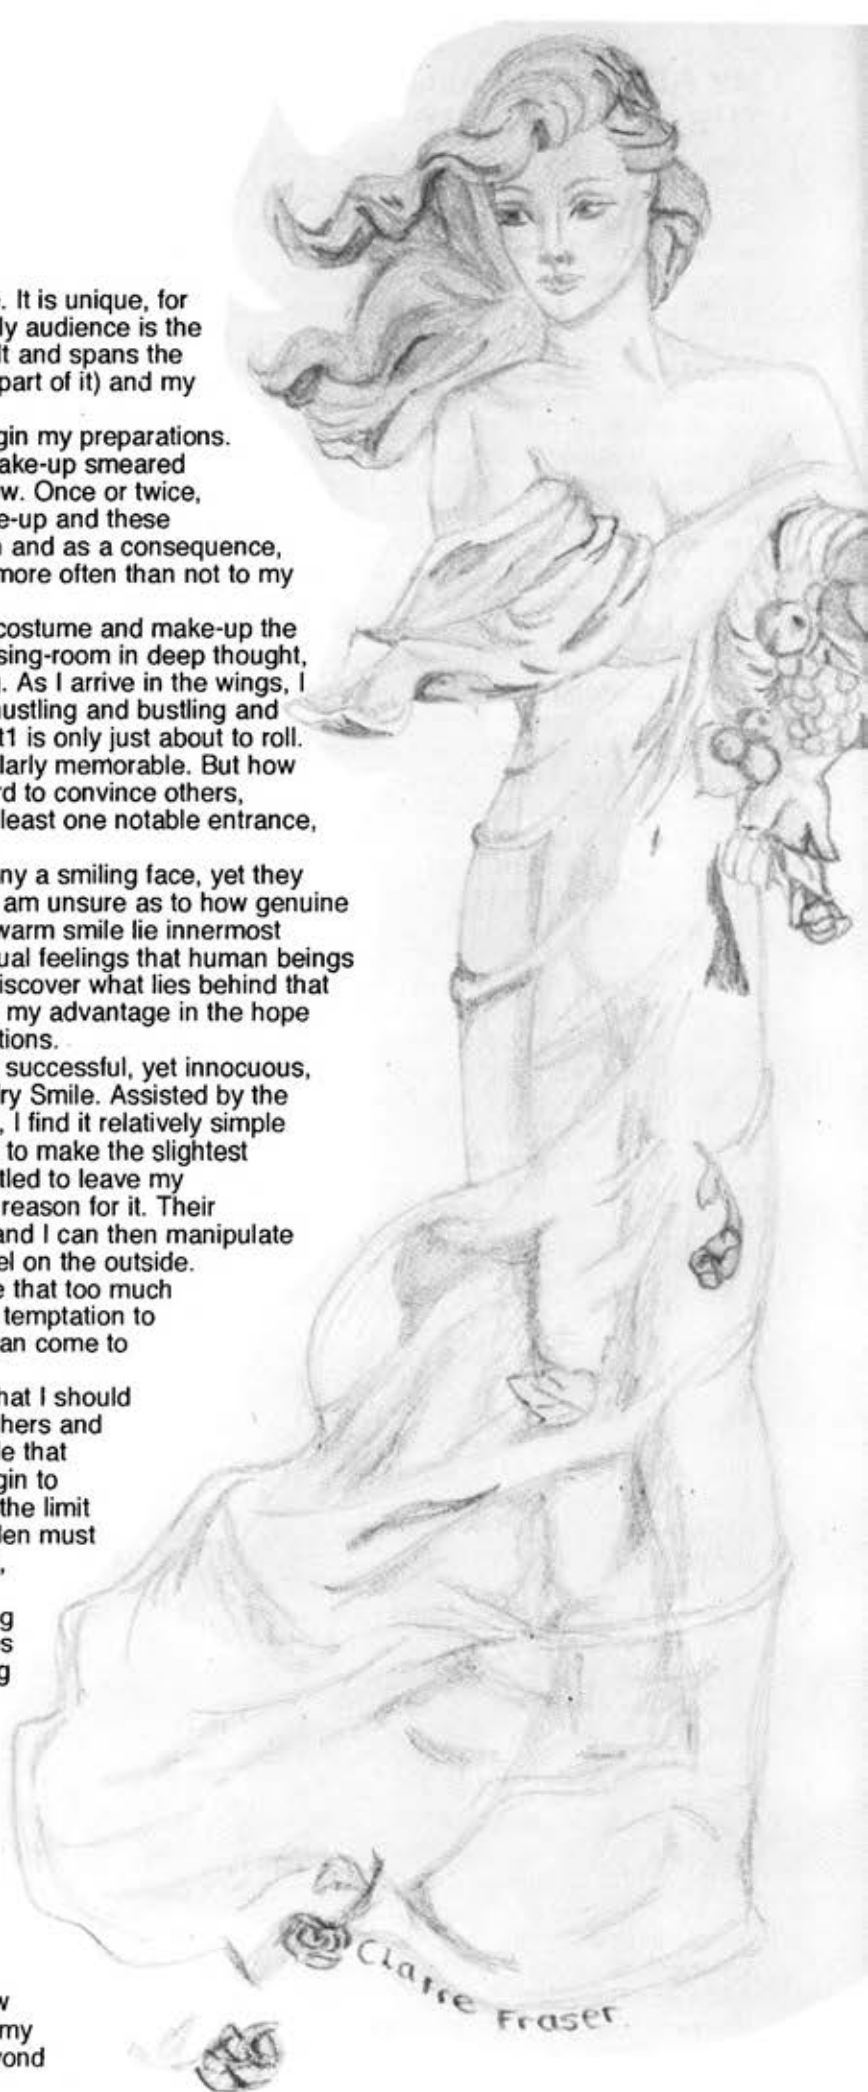 . It is unique, for
ly audience is the
lt and spans the
part of it) and my
gin my preparations.
ake-up smeared
w. Once or twice,
e-up and these
n and as a consequence,
more often than not to my
costume and make-up the
sing-room in deep thought,
. As I arrive in the wings, I
hustling and bustling and
t1 is only just about to roll.
larly memorable. But how
rd to convince others,
least one notable entrance,
ny a smiling face, yet they
am unsure as to how genuine
warm smile lie innermost
ual feelings that human beings
iscover what lies behind that
my advantage in the hope
tions.
successful, yet innocuous,
ry Smile. Assisted by the
, I find it relatively simple
to make the slightest
tled to leave my
reason for it. Their
and I can then manipulate
el on the outside.
e that too much
temptation to
an come to
hat I should
hers and
le that
gin to
the limit
len must
,
g
s
g
w
my
yond
Claire Fraser.